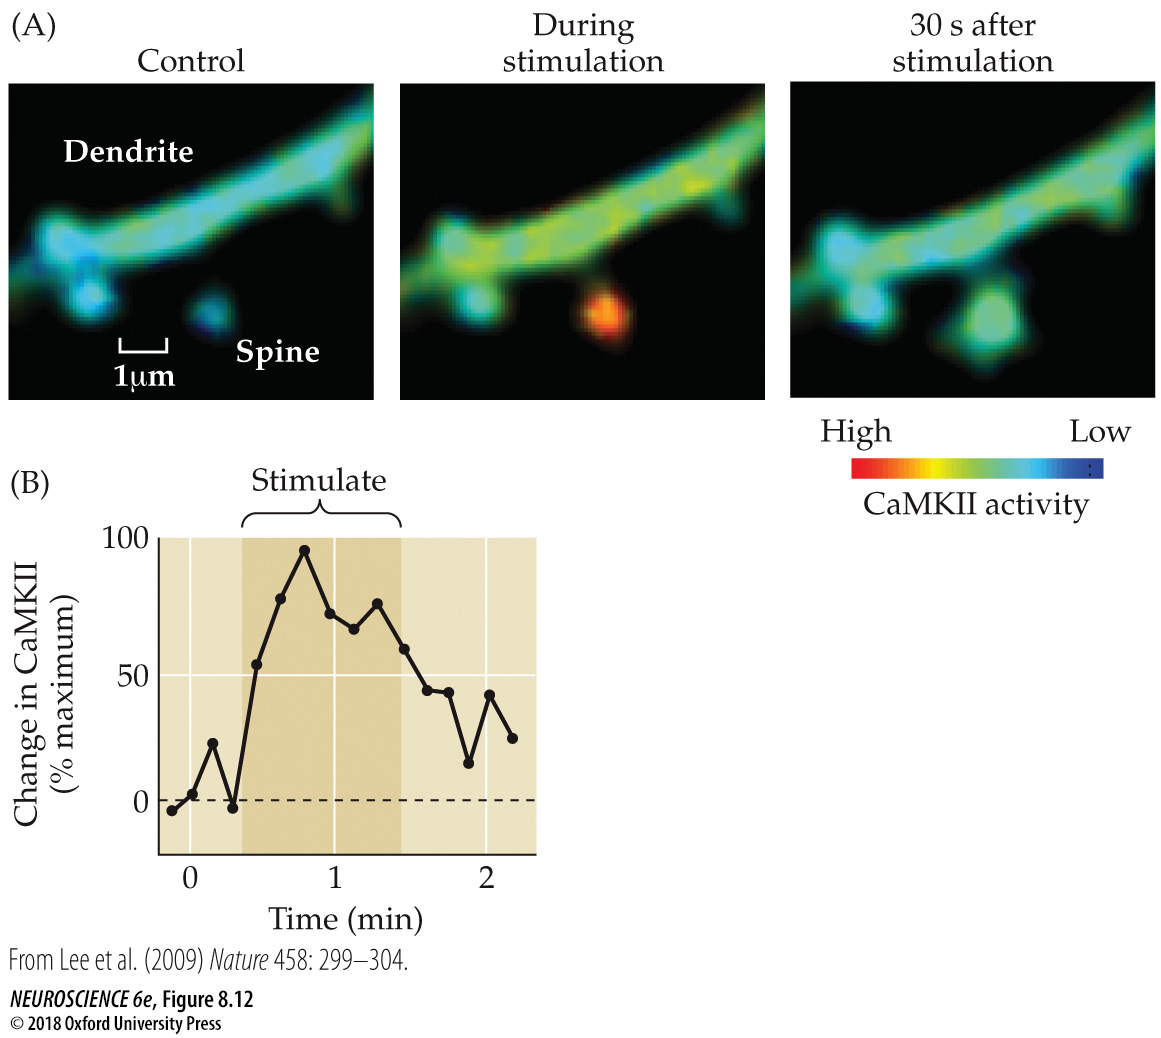 (A)
Control
During
stimulation
30 s after
stimulation
Dendrite
Spine
1μm
High
Low
CaMKII activity
(B)
Stimulate
Change in CaMKII
(% maximum)
100
50
0
0
1
2
Time (min)
From Lee et al. (2009) Nature 458: 299–304.
NEUROSCIENCE 6e, Figure 8.12
© 2018 Oxford University Press